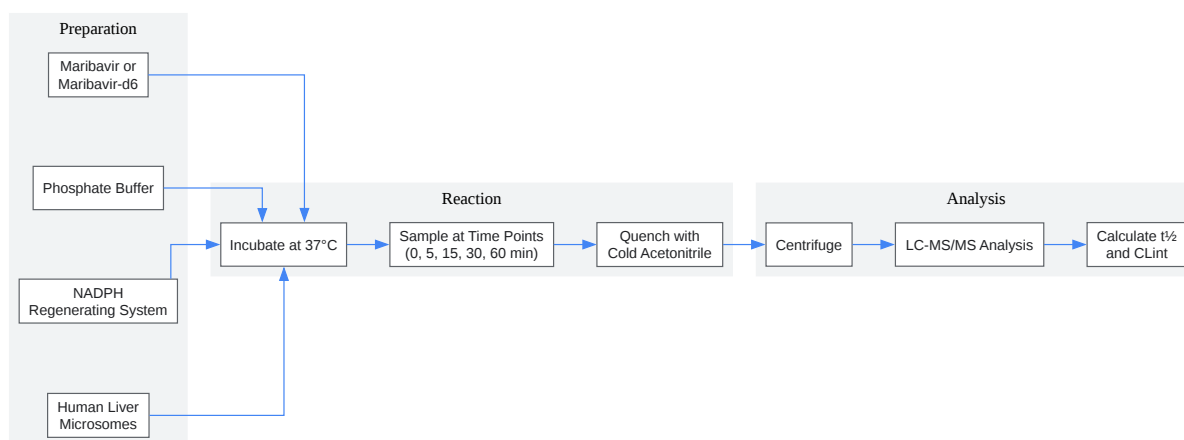 Preparation
Maribavir or
Maribavir-d6
Phosphate Buffer
NADPH
Regenerating System
Human Liver
Microsomes
Reaction
Incubate at 37°C
Sample at Time Points
(0, 5, 15, 30, 60 min)
Quench with
Cold Acetonitrile
Analysis
Centrifuge
LC-MS/MS Analysis
Calculate t½
and CLint